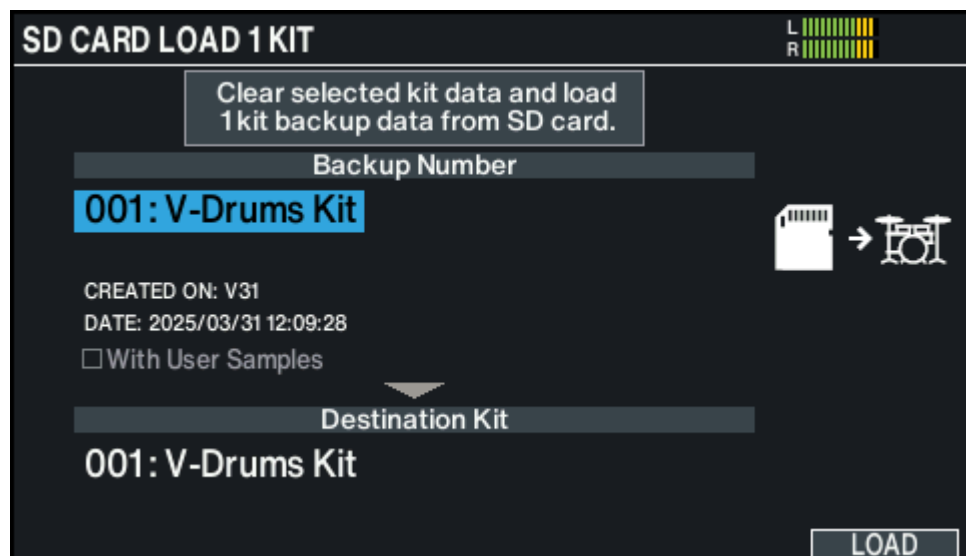 SD CARD LOAD 1 KIT
L
R
Clear selected kit data and load
1kit backup data from SD card.
Backup Number
001: V-Drums Kit
CREATED ON: V31
DATE: 2025/03/31 12:09:28
With User Samples
Destination Kit
001: V-Drums Kit
LOAD